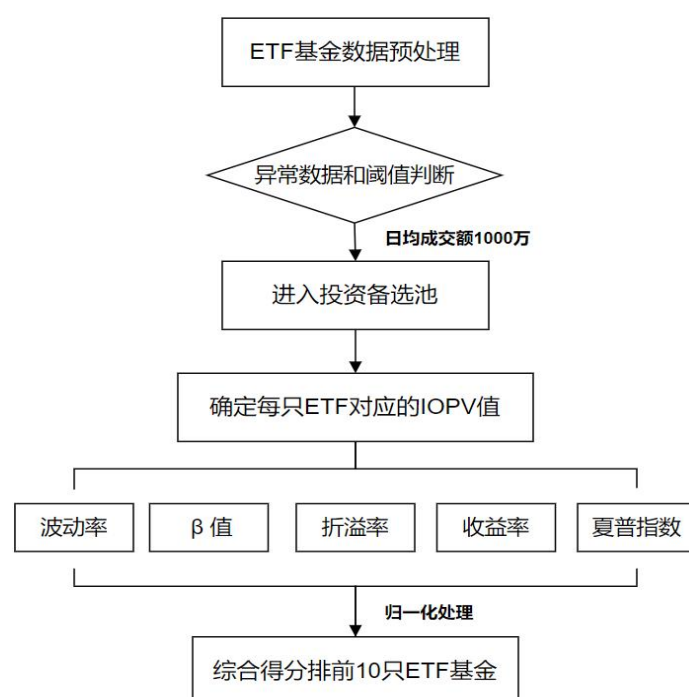 ETF基金数据预处理
异常数据和阈值判断
日均成交额1000万
进入投资备选池
确定每只ETF对应的IOPV值
波动率
β 值
折溢率
收益率
夏普指数
归一化处理
综合得分排前10只ETF基金